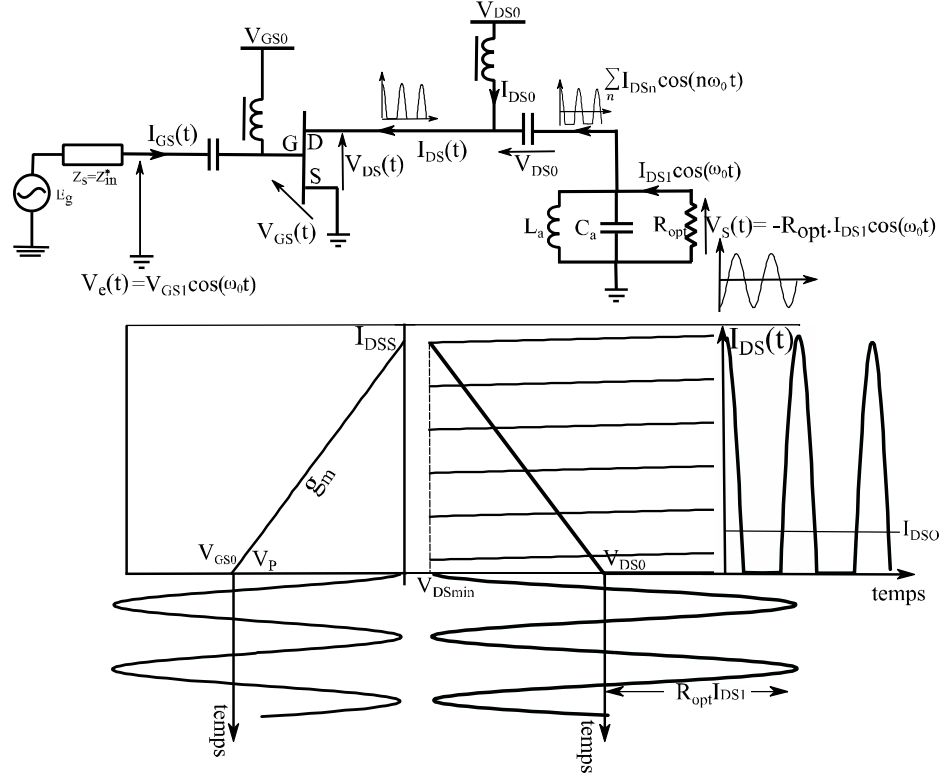 V_DS0
V_GS0
I_DS0
∑_n I_DSn cos(nω₀t)
I_GS(t)
G
D
S
I_DS(t)
V_DS0
V_DS(t)
V_GS(t)
Z_S=Z*_in
E_g
V_e(t)=V_GS1cos(ω₀t)
I_DS1cos(ω₀t)
L_a
C_a
R_opt
V_S(t)= -R_opt.I_DS1cos(ω₀t)
I_DSS
I_DS(t)
g_m
I_DSO
V_GS0
V_P
V_DS0
V_DSmin
temps
R_optI_DS1
temps
temps